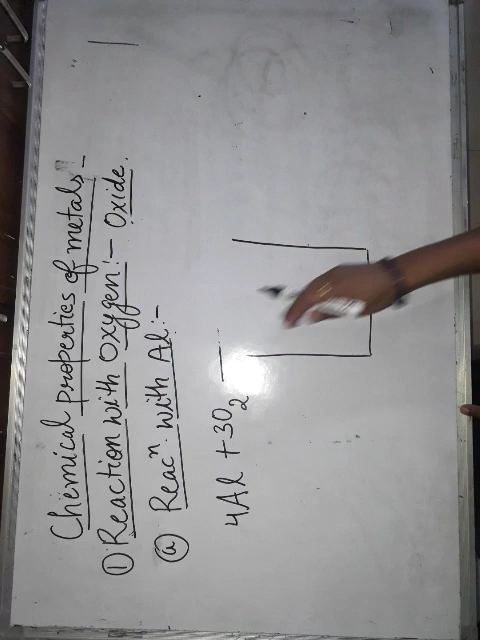 Chemical properties of metals-
① Reaction with Oxygen:- Oxide.
ⓐ Reacⁿ. with Al:-
4Al + 3O₂ —